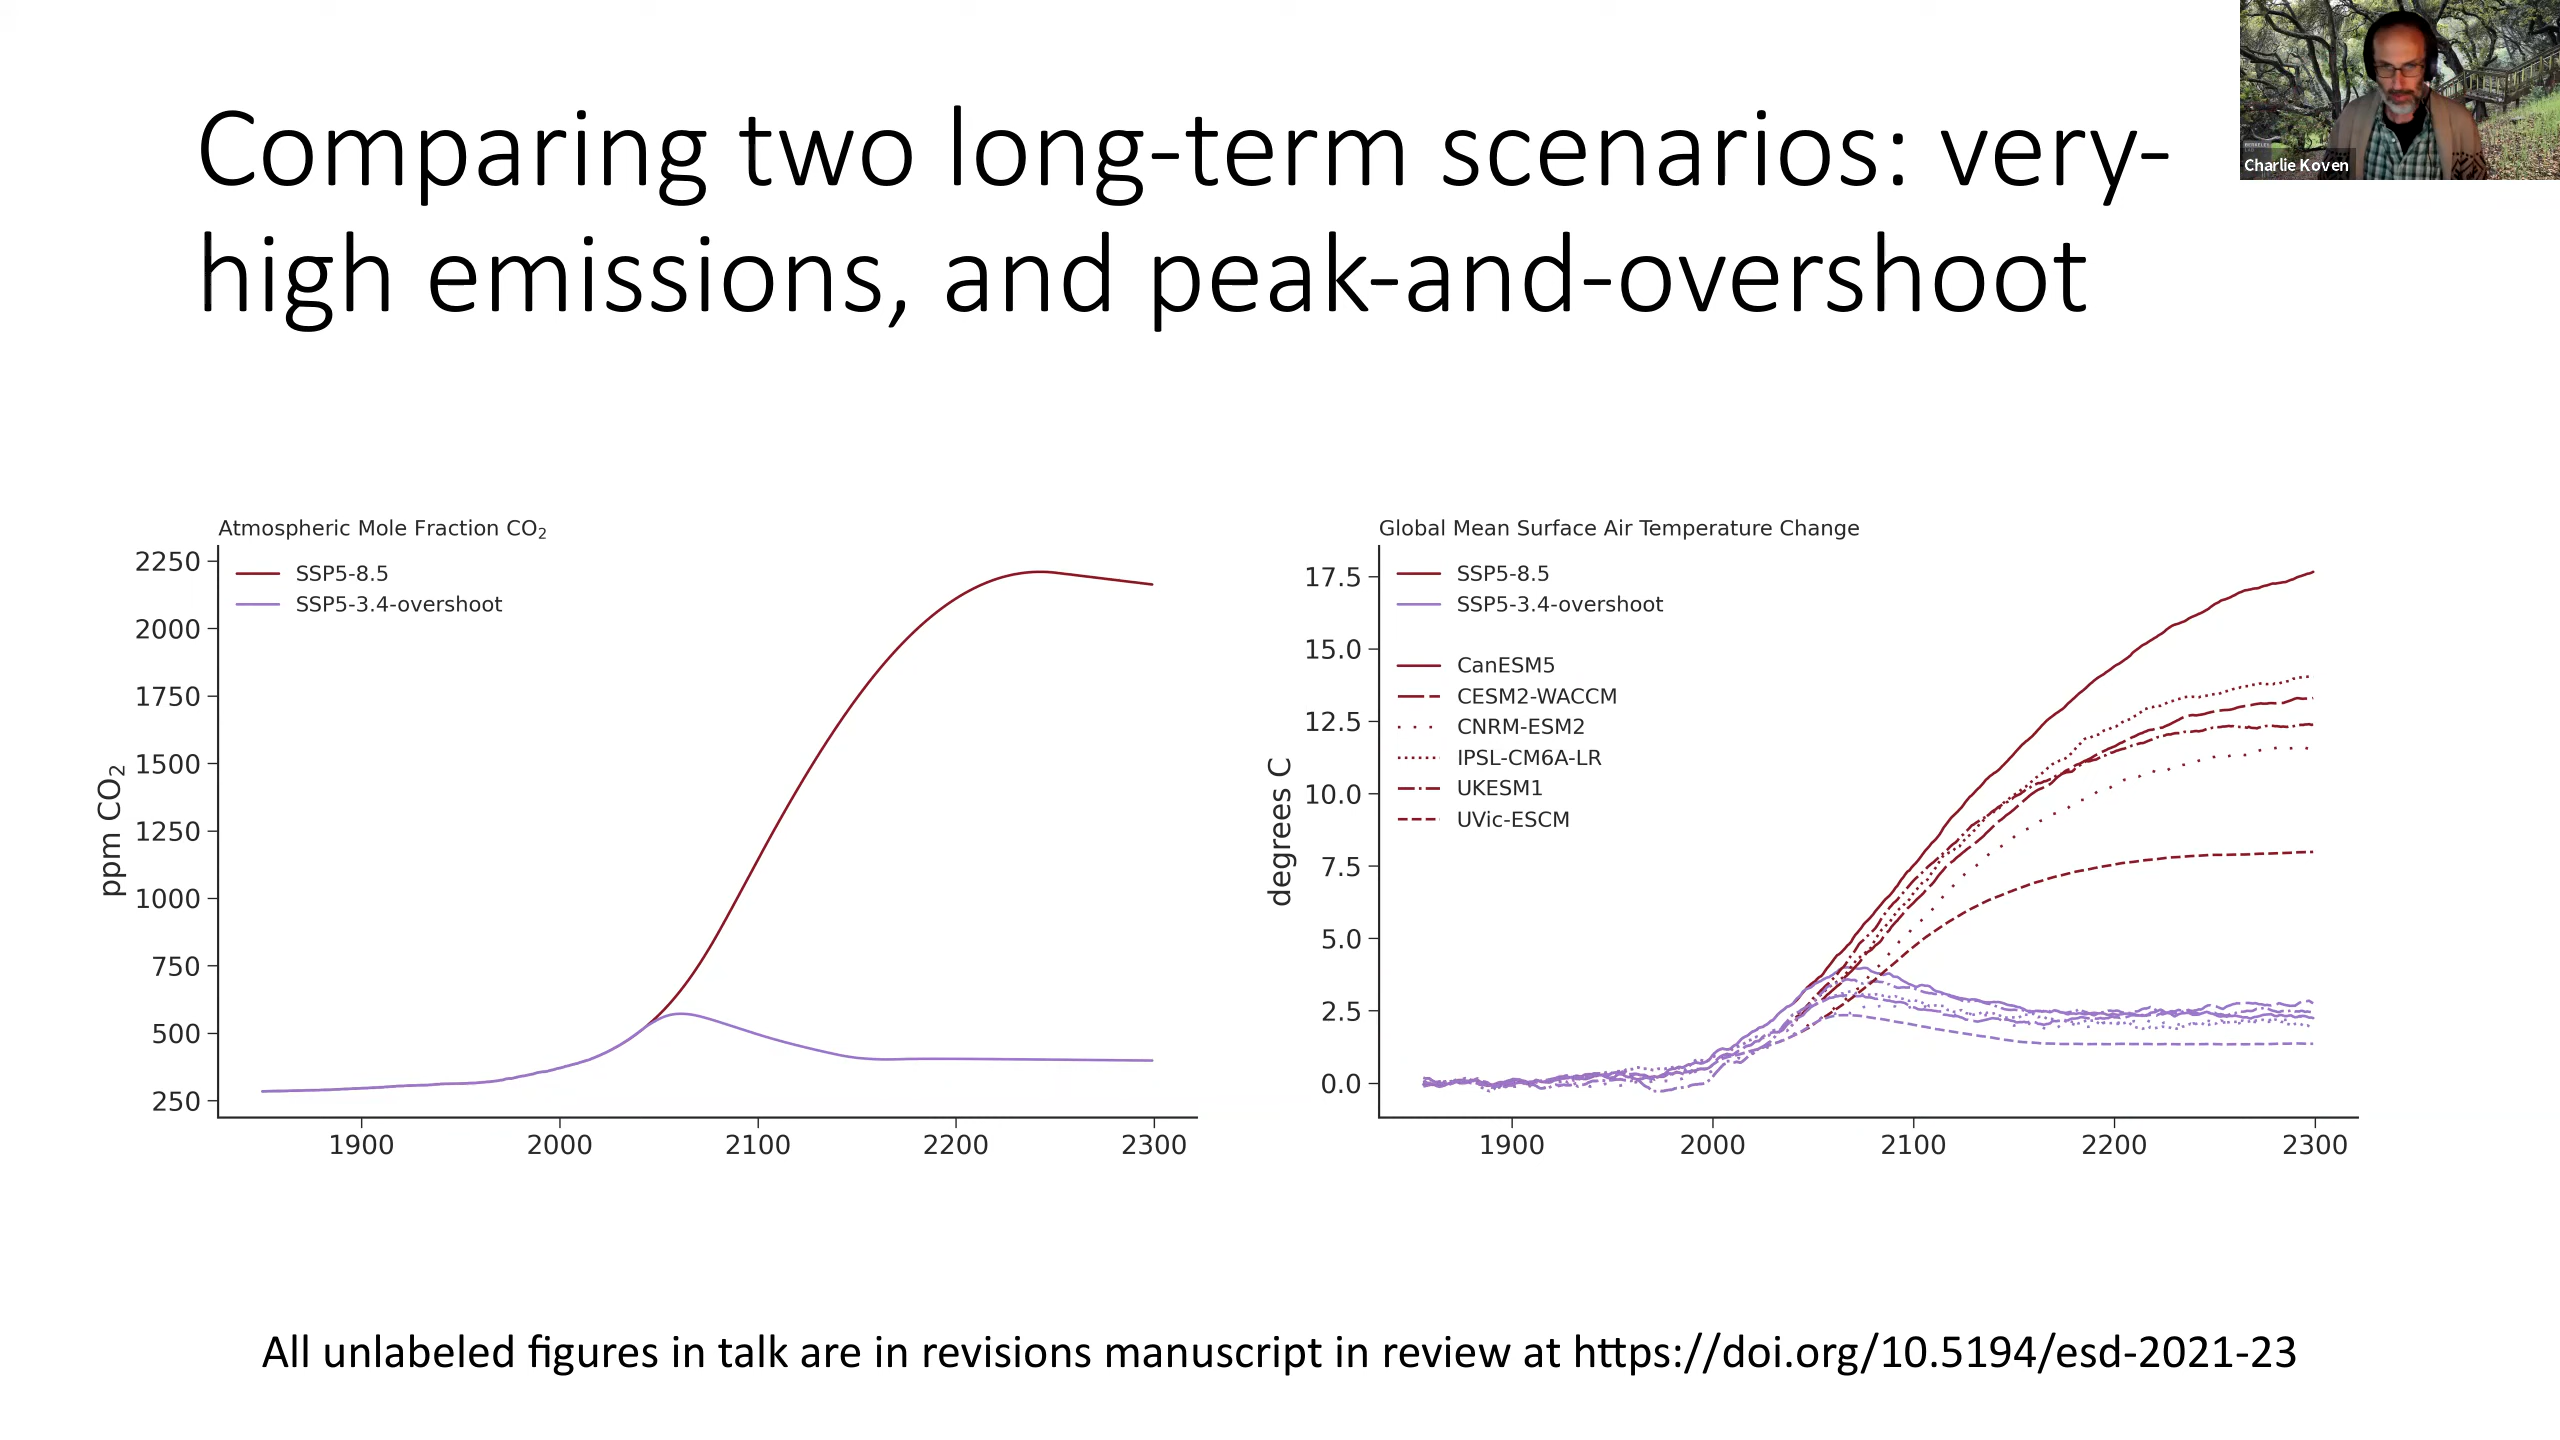 Comparing two long-term scenarios: very-
high emissions, and peak-and-overshoot
Charlie Koven
Atmospheric Mole Fraction CO₂
SSP5-8.5
SSP5-3.4-overshoot
ppm CO₂
2250
2000
1750
1500
1250
1000
750
500
250
1900 2000 2100 2200 2300
Global Mean Surface Air Temperature Change
SSP5-8.5
SSP5-3.4-overshoot
CanESM5
CESM2-WACCM
CNRM-ESM2
IPSL-CM6A-LR
UKESM1
UVic-ESCM
degrees C
17.5
15.0
12.5
10.0
7.5
5.0
2.5
0.0
1900 2000 2100 2200 2300
All unlabeled figures in talk are in revisions manuscript in review at https://doi.org/10.5194/esd-2021-23